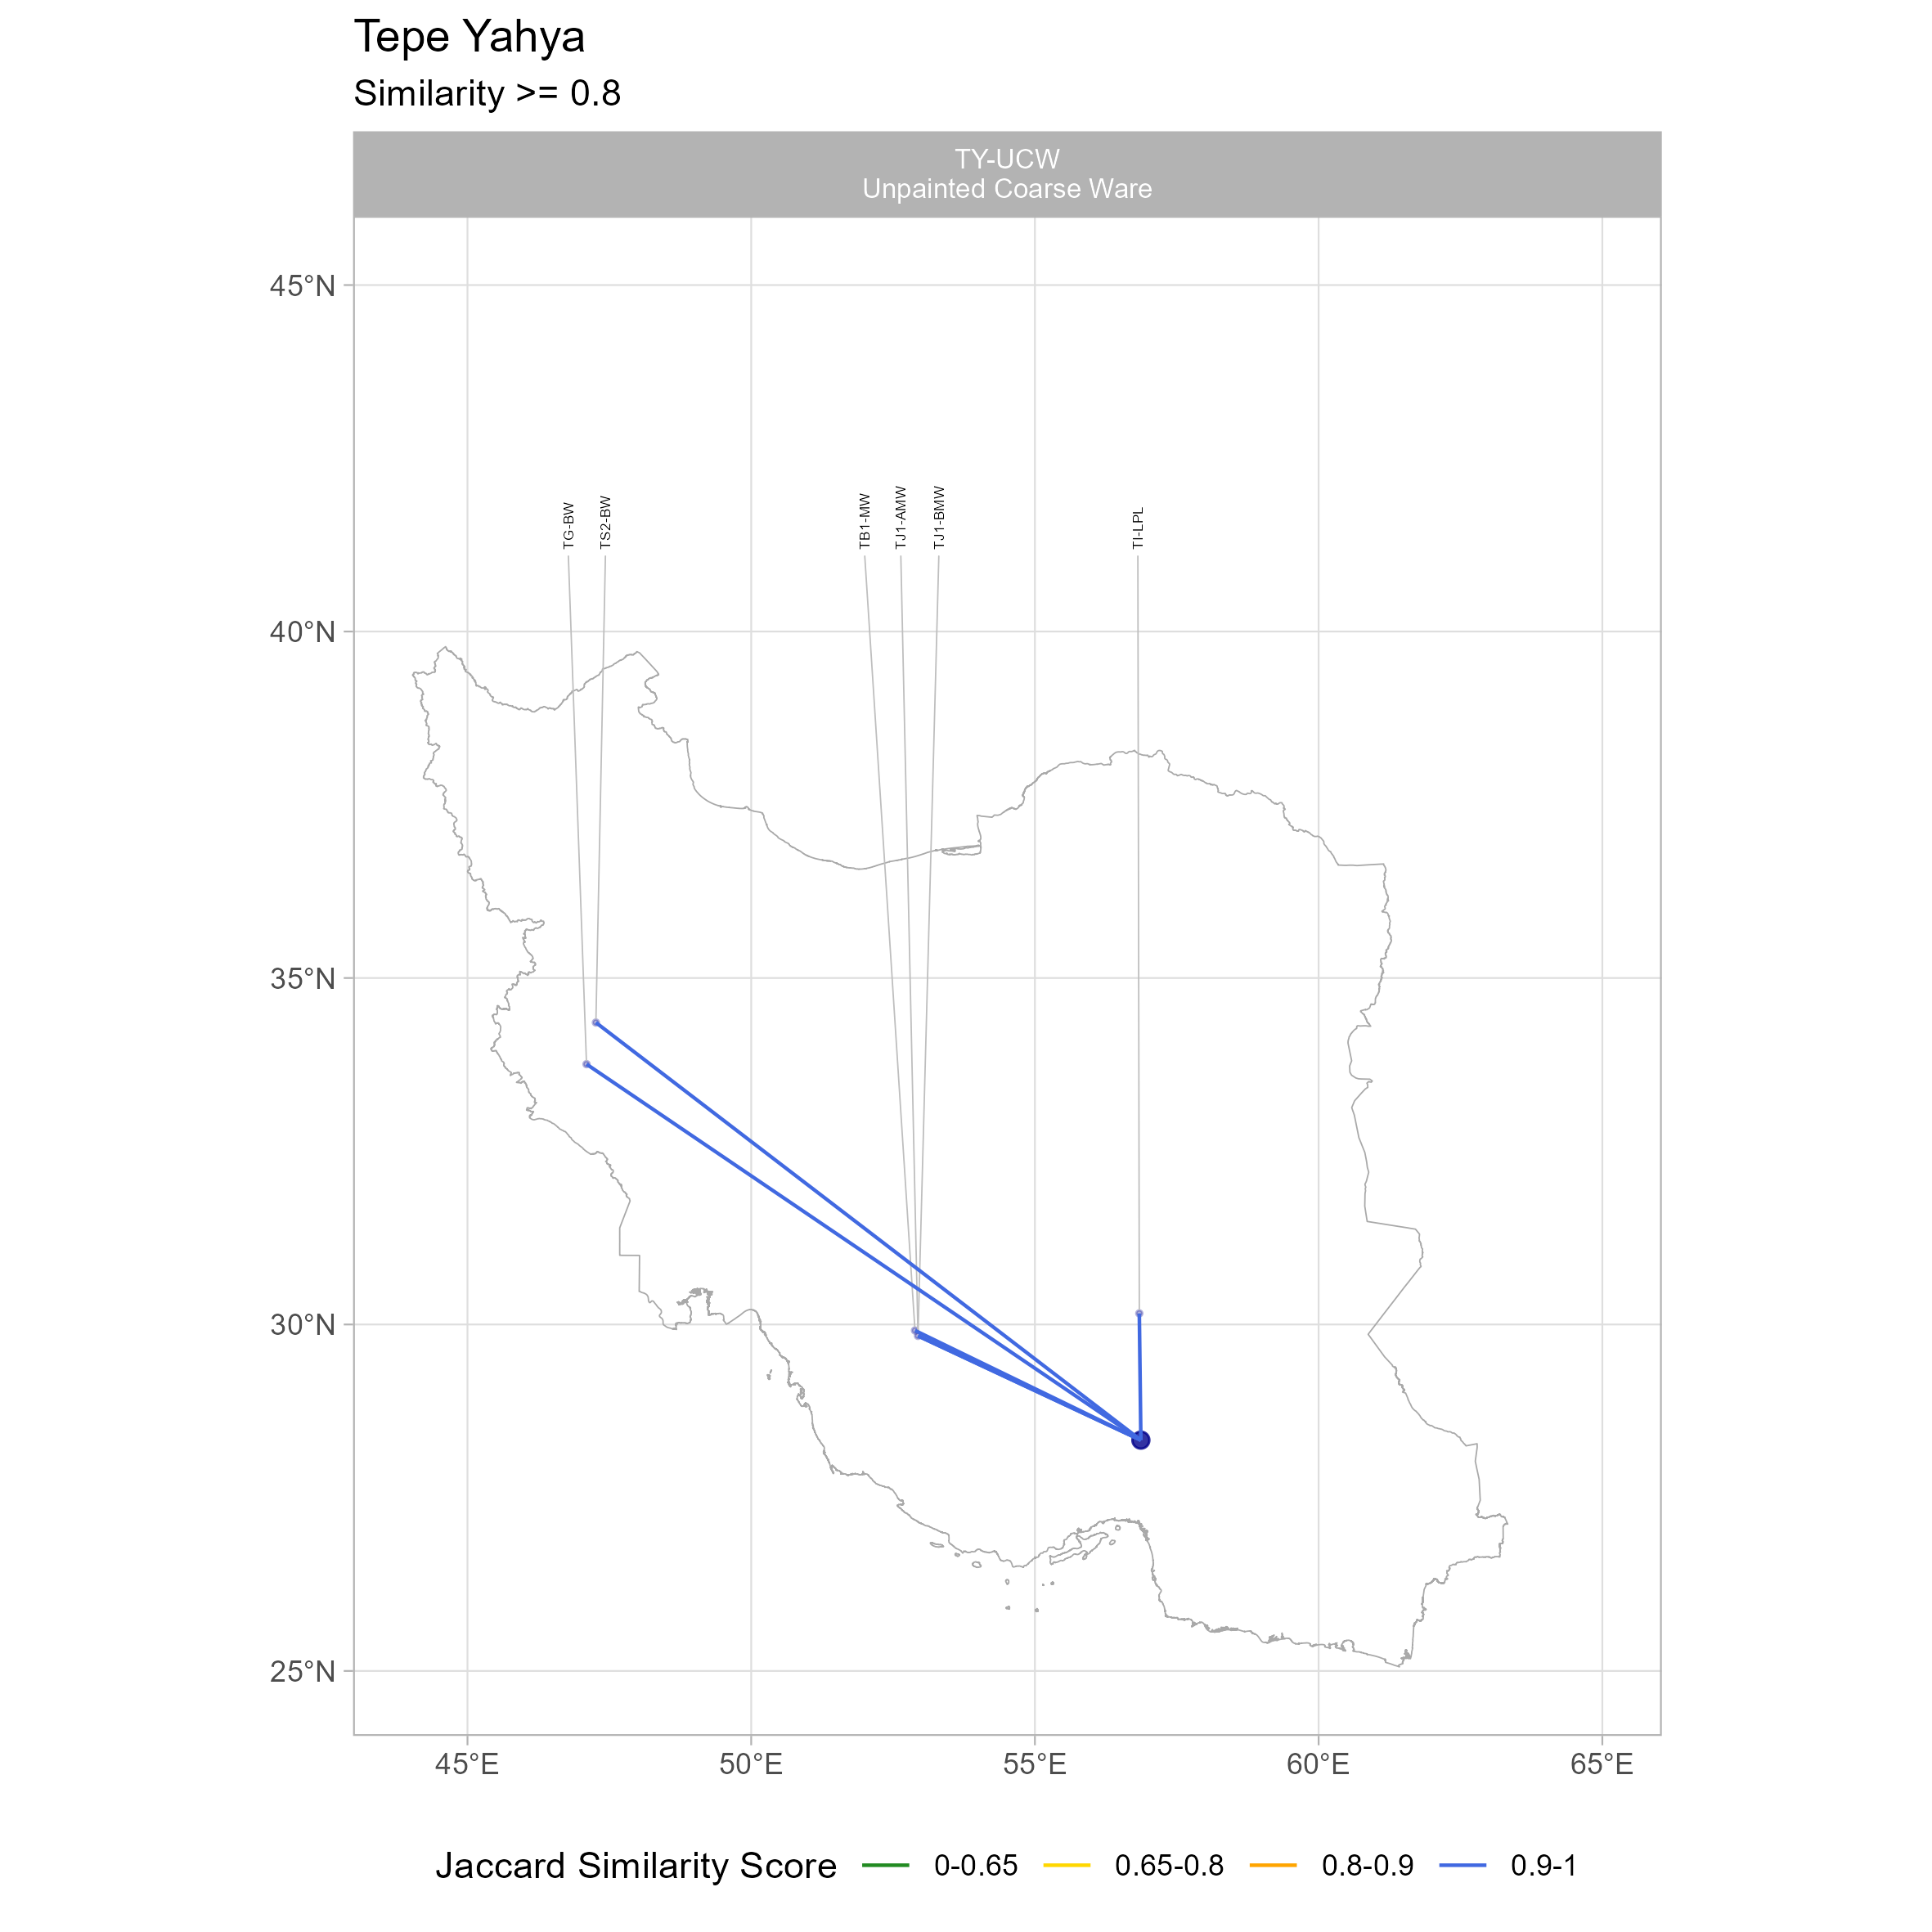 Tepe Yahya
Similarity >= 0.8
TY-UCW
Unpainted Coarse Ware
45°N
40°N
35°N
30°N
25°N
TG-BW
TS2-BW
TB1-MW
TJ1-AMW
TJ1-BMW
TI-LPL
45°E 50°E 55°E 60°E 65°E
Jaccard Similarity Score 0-0.65 0.65-0.8 0.8-0.9 0.9-1